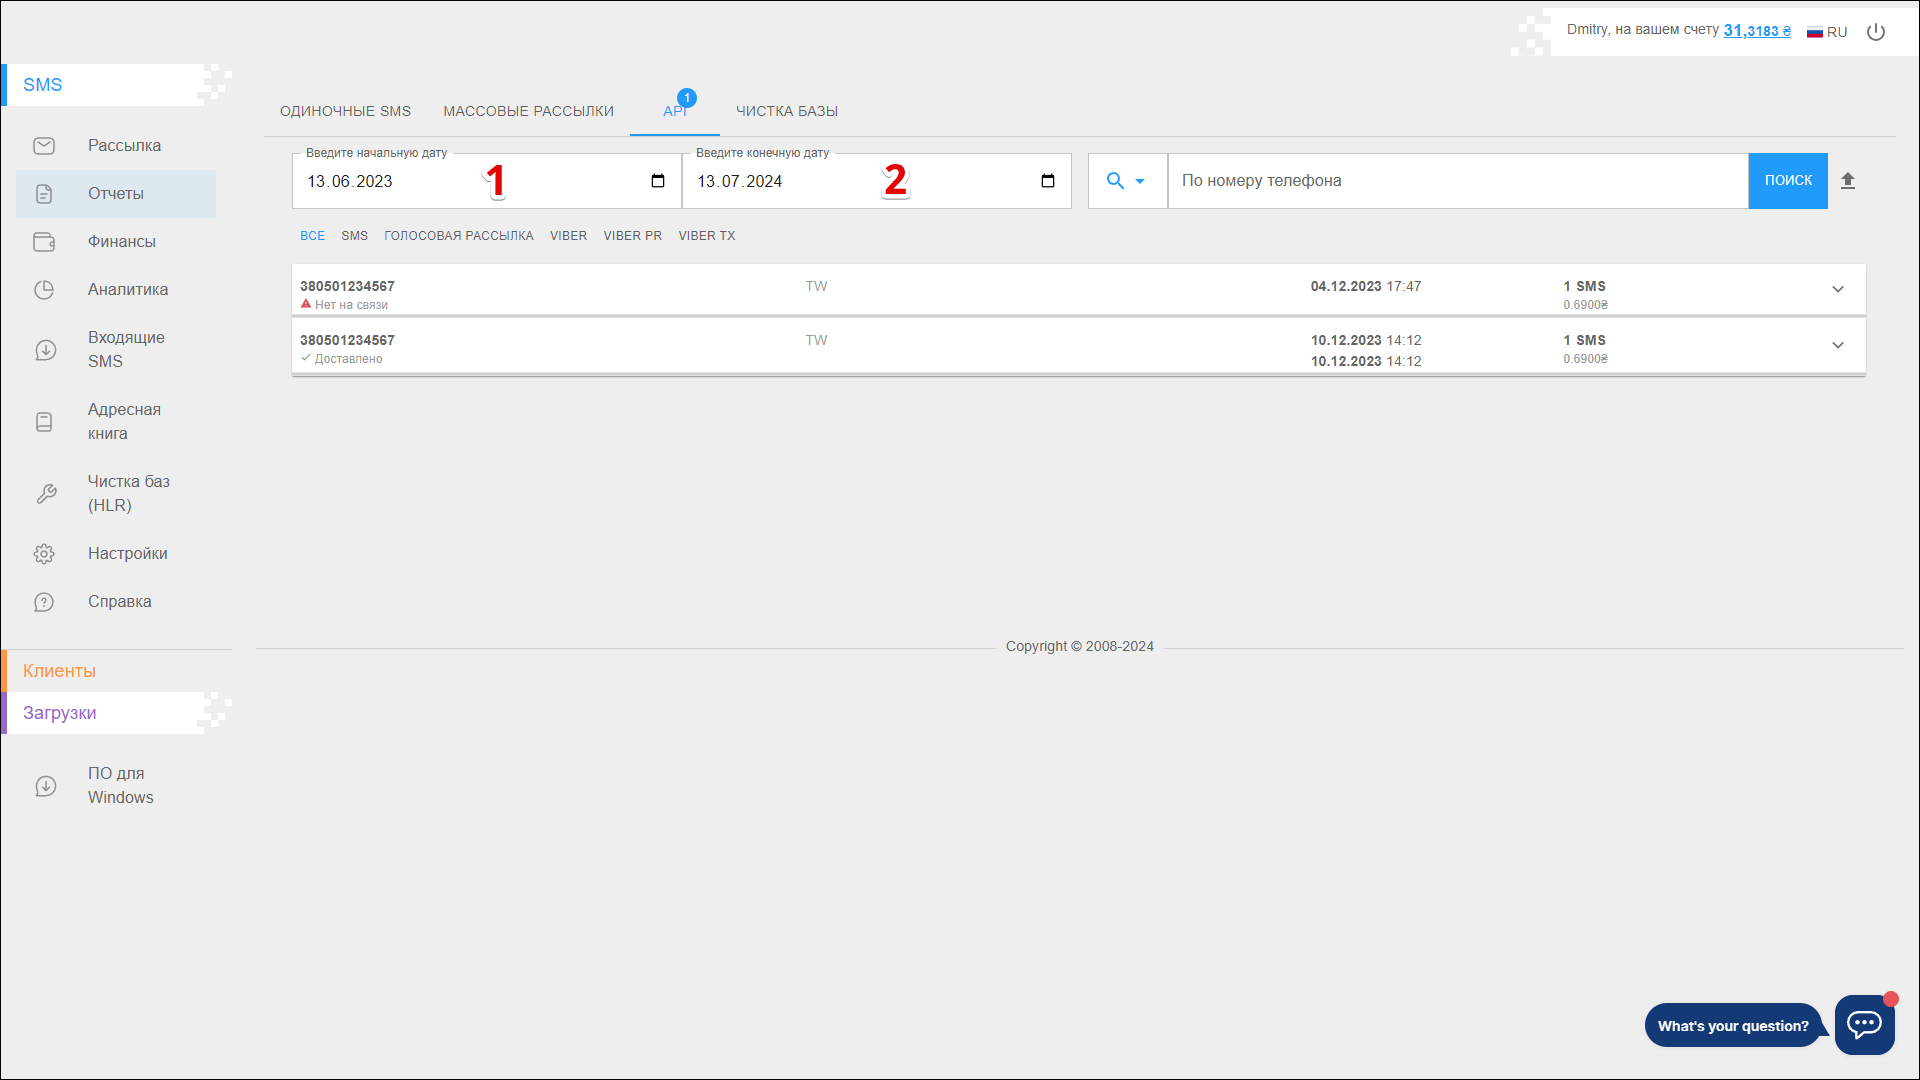 Dmitry, на вашем счету 31,3183 ₴
RU
SMS
Рассылка
Отчеты
Финансы
Аналитика
Входящие
SMS
Адресная
книга
Чистка баз
(HLR)
Настройки
Справка
Клиенты
Загрузки
ПО для
Windows
ОДИНОЧНЫЕ SMS
МАССОВЫЕ РАССЫЛКИ
API
1
ЧИСТКА БАЗЫ
Введите начальную дату
13.06.2023
1
Введите конечную дату
13.07.2024
2
По номеру телефона
ПОИСК
ВСЕ SMS ГОЛОСОВАЯ РАССЫЛКА VIBER VIBER PR VIBER TX
380501234567 TW 04.12.2023 17:47 1 SMS
Нет на связи 0.6900₴
380501234567 TW 10.12.2023 14:12 1 SMS
Доставлено 10.12.2023 14:12 0.6900₴
Copyright © 2008-2024
What's your question?